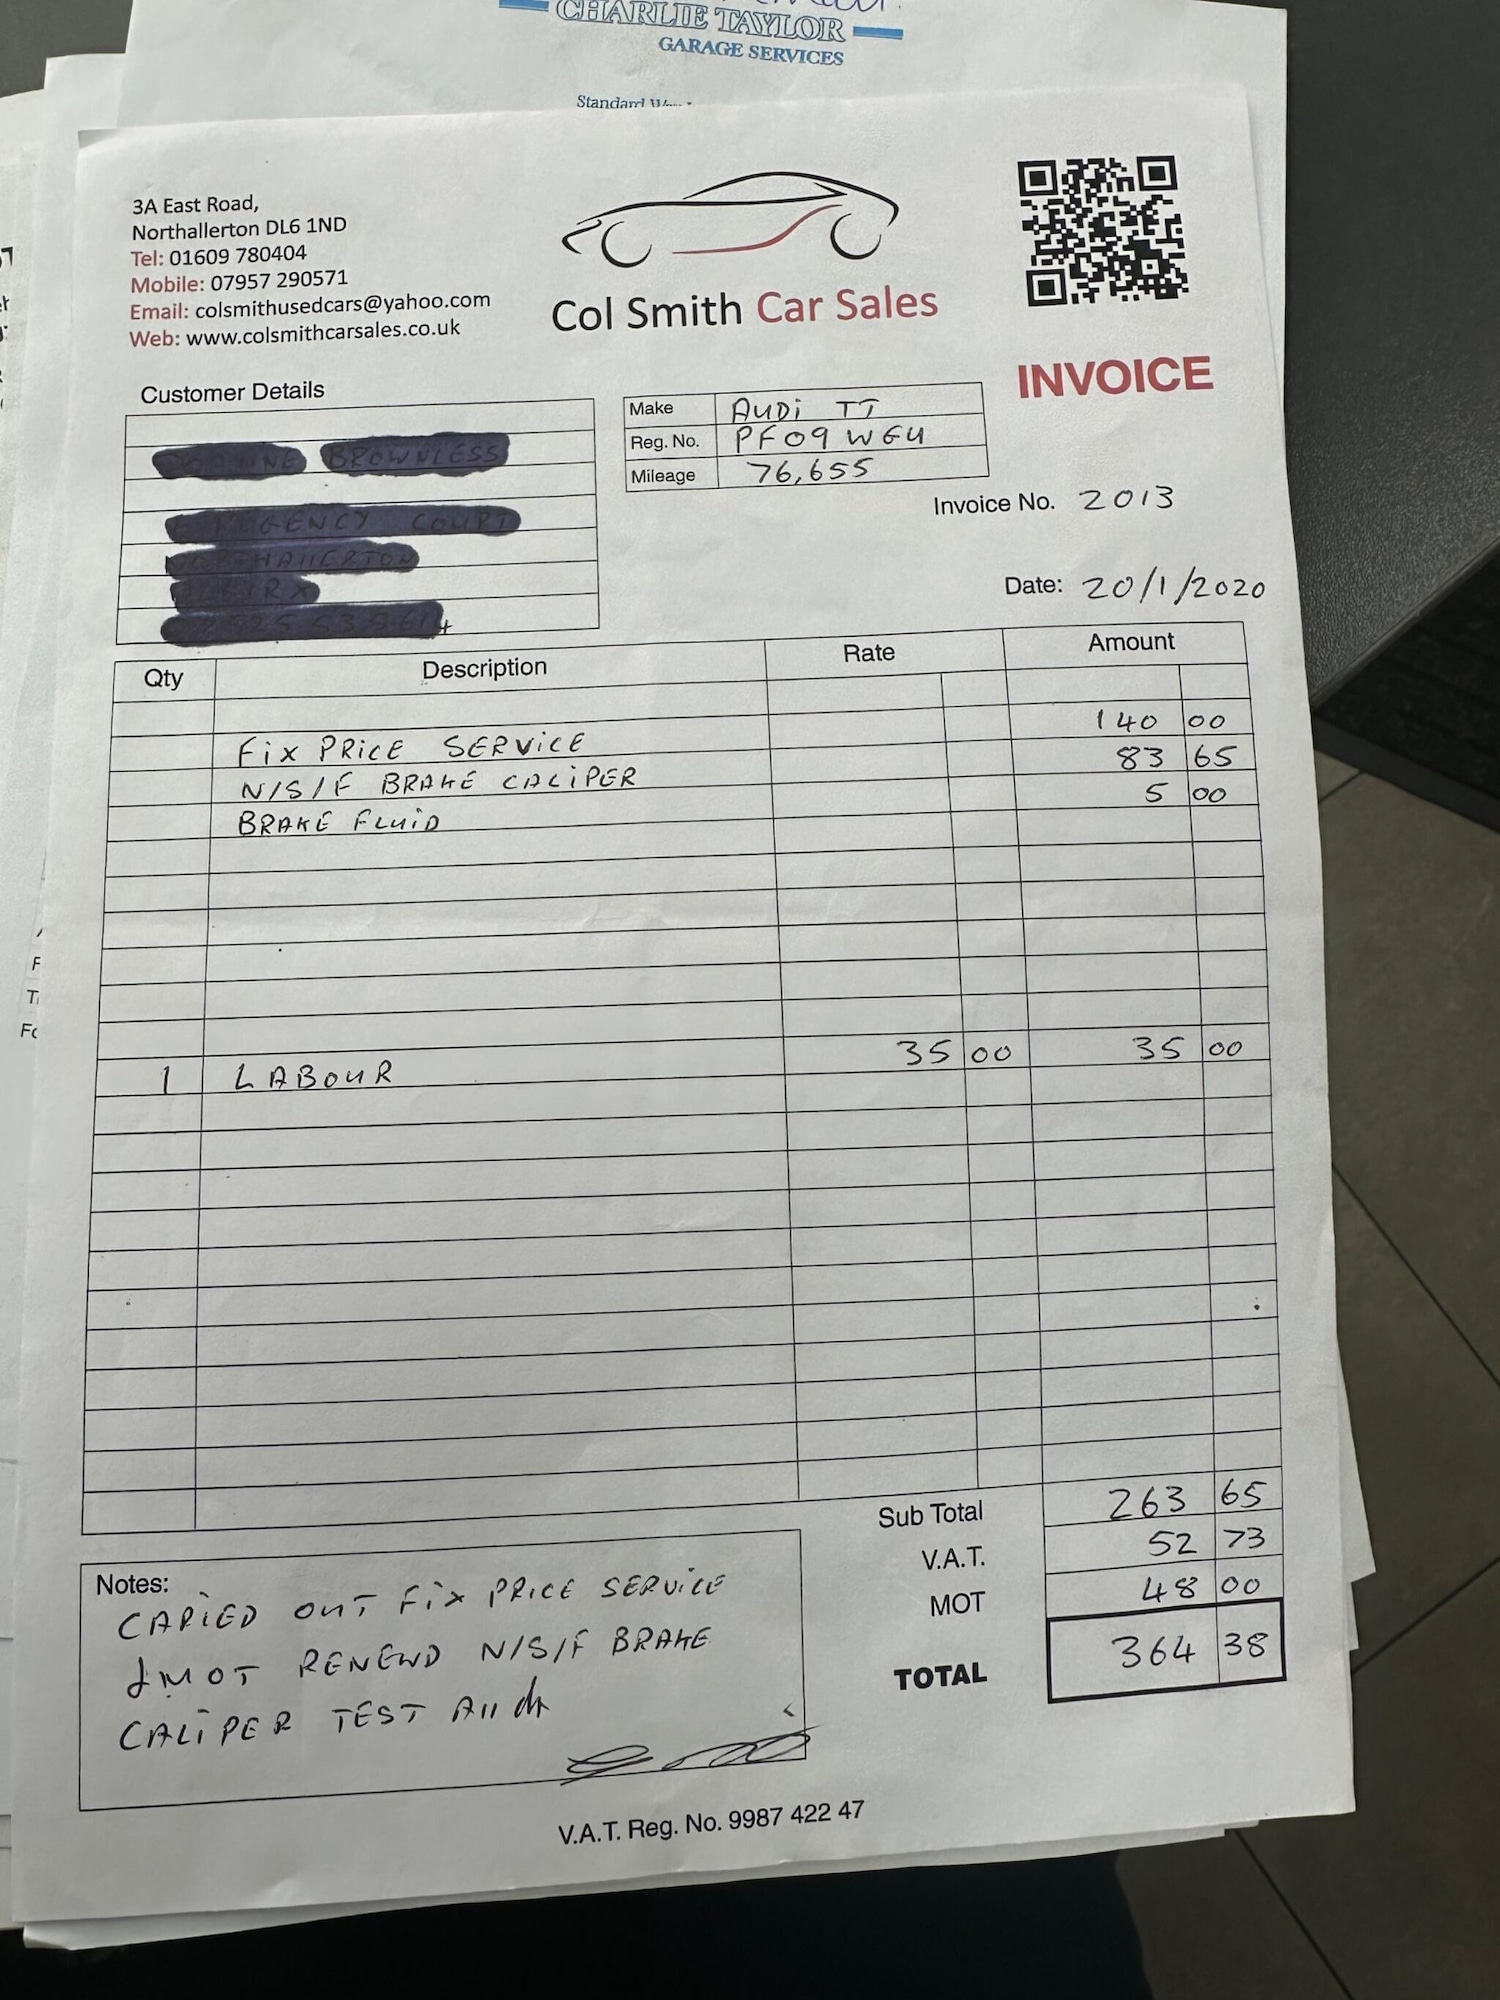 CHARLIE TAYLOR
GARAGE SERVICES
Standard
3A East Road,
Northallerton DL6 1ND
Tel: 01609 780404
Mobile: 07957 290571
Email: colsmithusedcars@yahoo.com
Web: www.colsmithcarsales.co.uk
Col Smith Car Sales
INVOICE
Customer Details
Make AUDI TT
Reg. No. PF09 WGU
Mileage 76,655
Invoice No. 2013
Date: 20/1/2020
Qty Description Rate Amount
FIX PRICE SERVICE 140 00
N/S/F BRAKE CALIPER 83 65
BRAKE FLUID 5 00
1 LABOUR 35 00 35 00
Sub Total 263 65
V.A.T. 52 73
MOT 48 00
TOTAL 364 38
Notes:
CARIED OUT FIX PRICE SERVICE
& MOT RENEWD N/S/F BRAKE
CALIPER TEST All ok
V.A.T. Reg. No. 9987 422 47